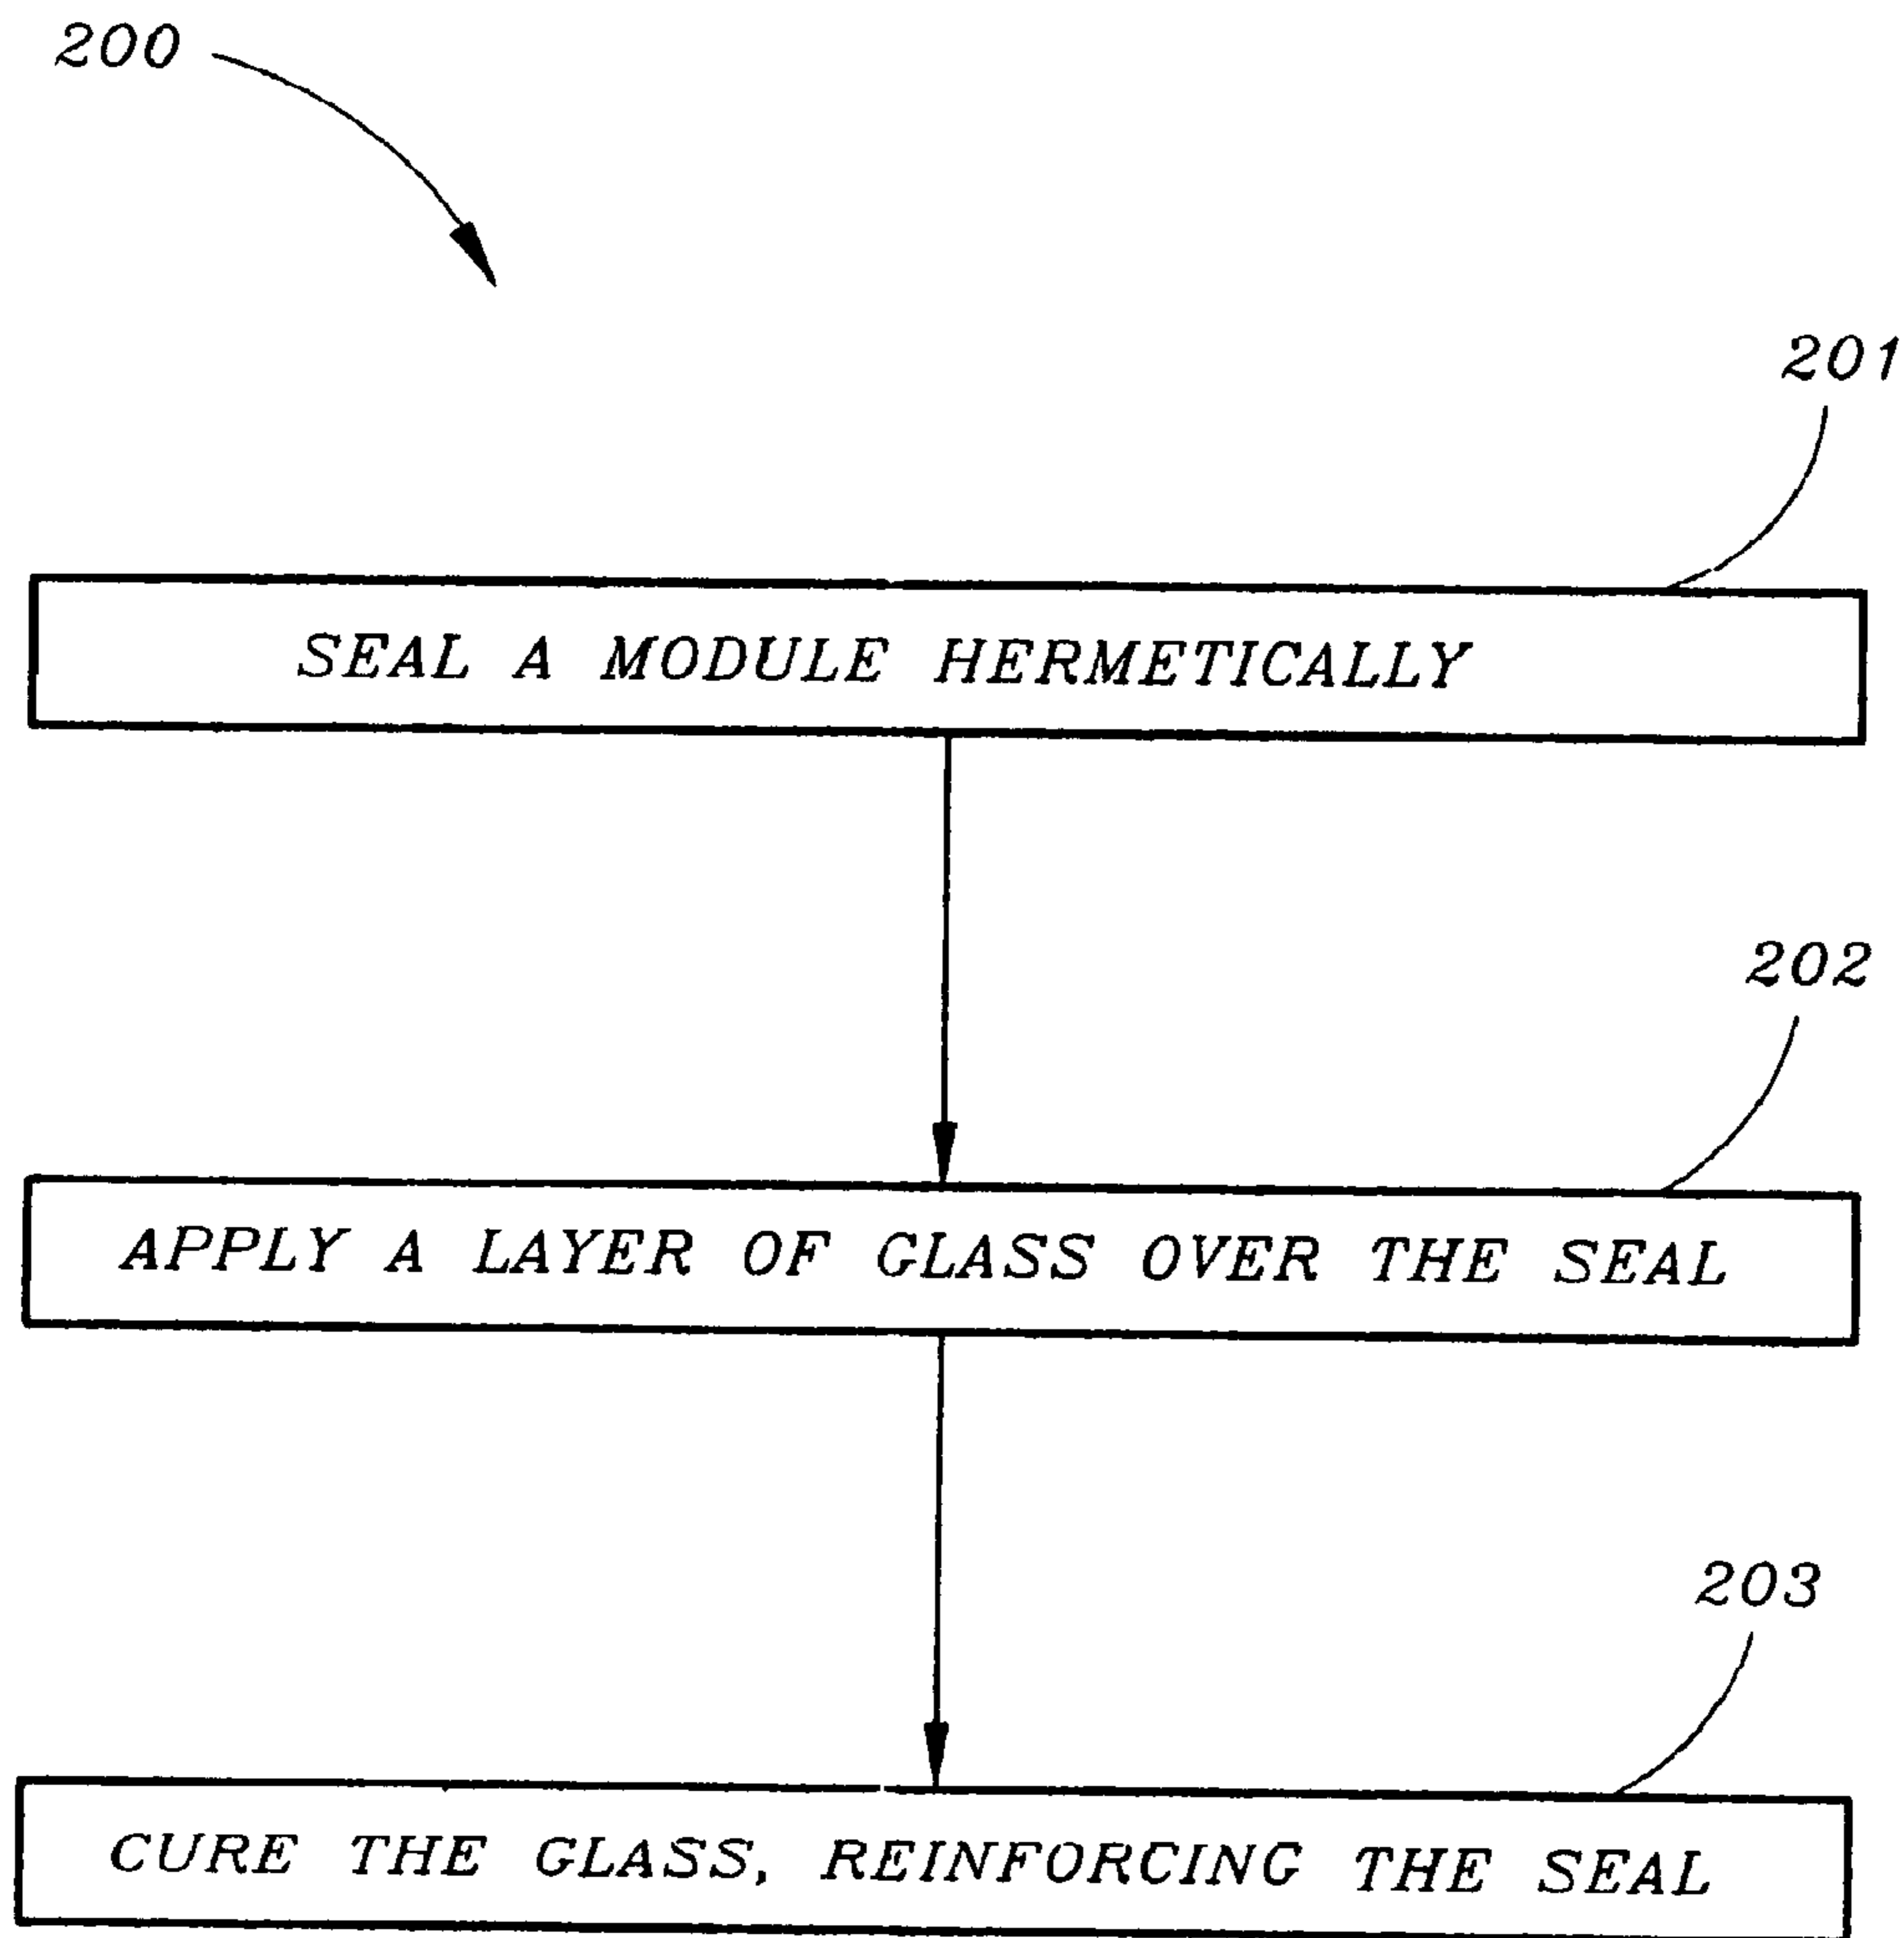 200
201
SEAL A MODULE HERMETICALLY
202
APPLY A LAYER OF GLASS OVER THE SEAL
203
CURE THE GLASS, REINFORCING THE SEAL